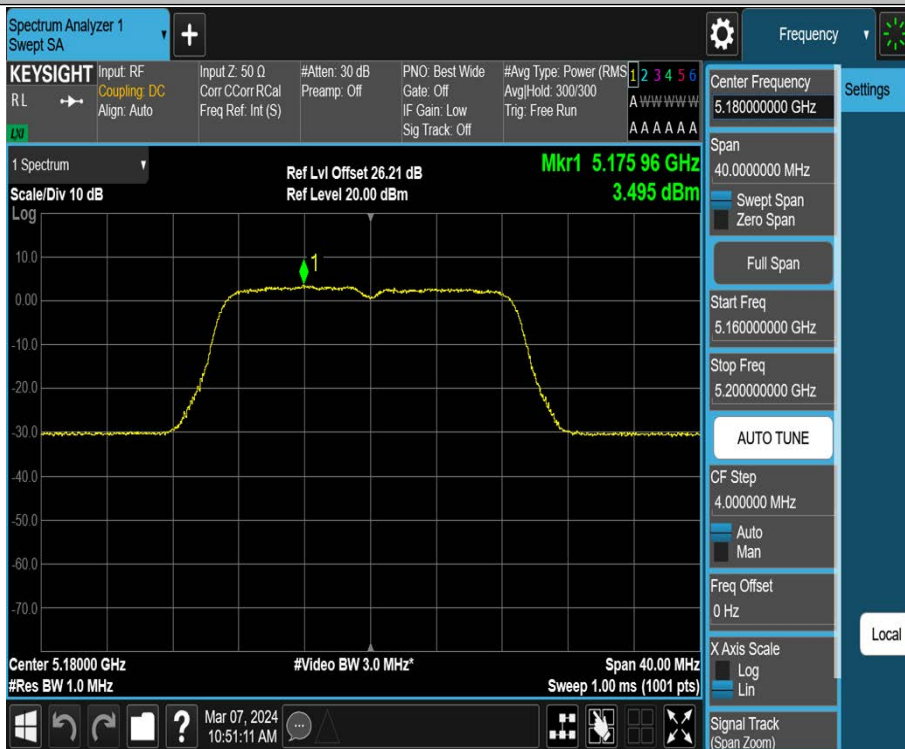 Spectrum Analyzer 1
Swept SA
+
Frequency
KEYSIGHT
RL
LXI
Input: RF
Coupling: DC
Align: Auto
Input Z: 50 Ω
Corr CCorr RCal
Freq Ref: Int (S)
#Atten: 30 dB
Preamp: Off
PNO: Best Wide
Gate: Off
IF Gain: Low
Sig Track: Off
#Avg Type: Power (RMS
Avg|Hold: 300/300
Trig: Free Run
1 2 3 4 5 6
A W W W W W
A A A A A A
1 Spectrum
Scale/Div 10 dB
Log
Ref Lvl Offset 26.21 dB
Ref Level 20.00 dBm
Mkr1 5.175 96 GHz
3.495 dBm
10.0
0.00
-10.0
-20.0
-30.0
-40.0
-50.0
-60.0
-70.0
1
Center 5.18000 GHz
#Res BW 1.0 MHz
#Video BW 3.0 MHz*
Span 40.00 MHz
Sweep 1.00 ms (1001 pts)
?
Mar 07, 2024
10:51:11 AM
Center Frequency
5.180000000 GHz
Span
40.0000000 MHz
Swept Span
Zero Span
Full Span
Start Freq
5.160000000 GHz
Stop Freq
5.200000000 GHz
AUTO TUNE
CF Step
4.000000 MHz
Auto
Man
Freq Offset
0 Hz
X Axis Scale
Log
Lin
Signal Track
(Span Zoom)
Settings
Local